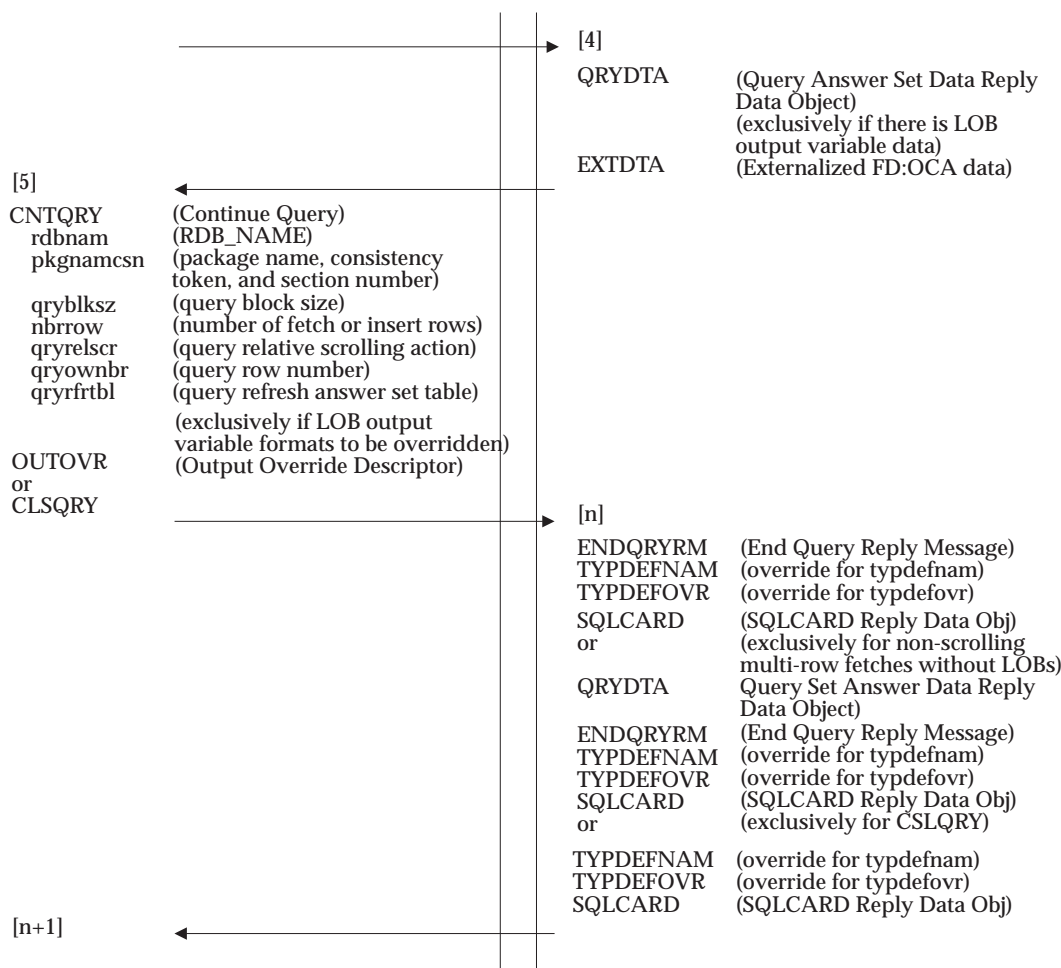 [4]
QRYDTA (Query Answer Set Data Reply
Data Object)
(exclusively if there is LOB
output variable data)
EXTDTA (Externalized FD:OCA data)
[5]
CNTQRY (Continue Query)
rdbnam (RDB_NAME)
pkgnamcsn (package name, consistency
token, and section number)
qryblksz (query block size)
nbrrow (number of fetch or insert rows)
qryrelscr (query relative scrolling action)
qryownbr (query row number)
qryrfrtbl (query refresh answer set table)
(exclusively if LOB output
variable formats to be overridden)
OUTOVR (Output Override Descriptor)
or
CLSQRY
[n]
ENDQRYRM (End Query Reply Message)
TYPDEFNAM (override for typdefnam)
TYPDEFOVR (override for typdefovr)
SQLCARD (SQLCARD Reply Data Obj)
or (exclusively for non-scrolling
multi-row fetches without LOBs)
QRYDTA Query Set Answer Data Reply
Data Object)
ENDQRYRM (End Query Reply Message)
TYPDEFNAM (override for typdefnam)
TYPDEFOVR (override for typdefovr)
SQLCARD (SQLCARD Reply Data Obj)
or (exclusively for CSLQRY)
TYPDEFNAM (override for typdefnam)
TYPDEFOVR (override for typdefovr)
SQLCARD (SQLCARD Reply Data Obj)
[n+1]